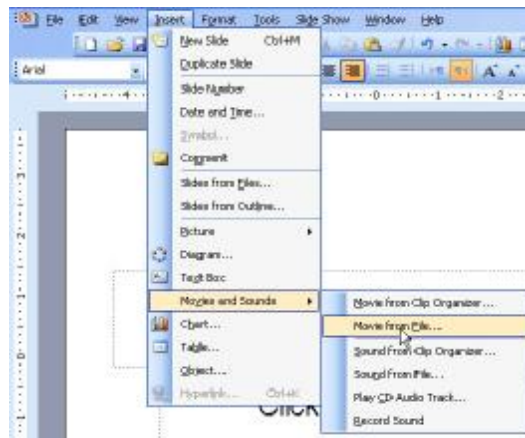 File Edit View Insert Format Tools Slide Show Window Help
Arial
New Slide Ctrl+M
Duplicate Slide
Slide Number
Date and Time...
Symbol...
Comment
Slides from Files...
Slides from Outline...
Picture
Diagram...
Text Box
Movies and Sounds
Chart...
Table...
Object...
Hyperlink... Ctrl+K
Movie from Clip Organizer...
Movie from File...
Sound from Clip Organizer...
Sound from File...
Play CD Audio Track...
Record Sound
Click